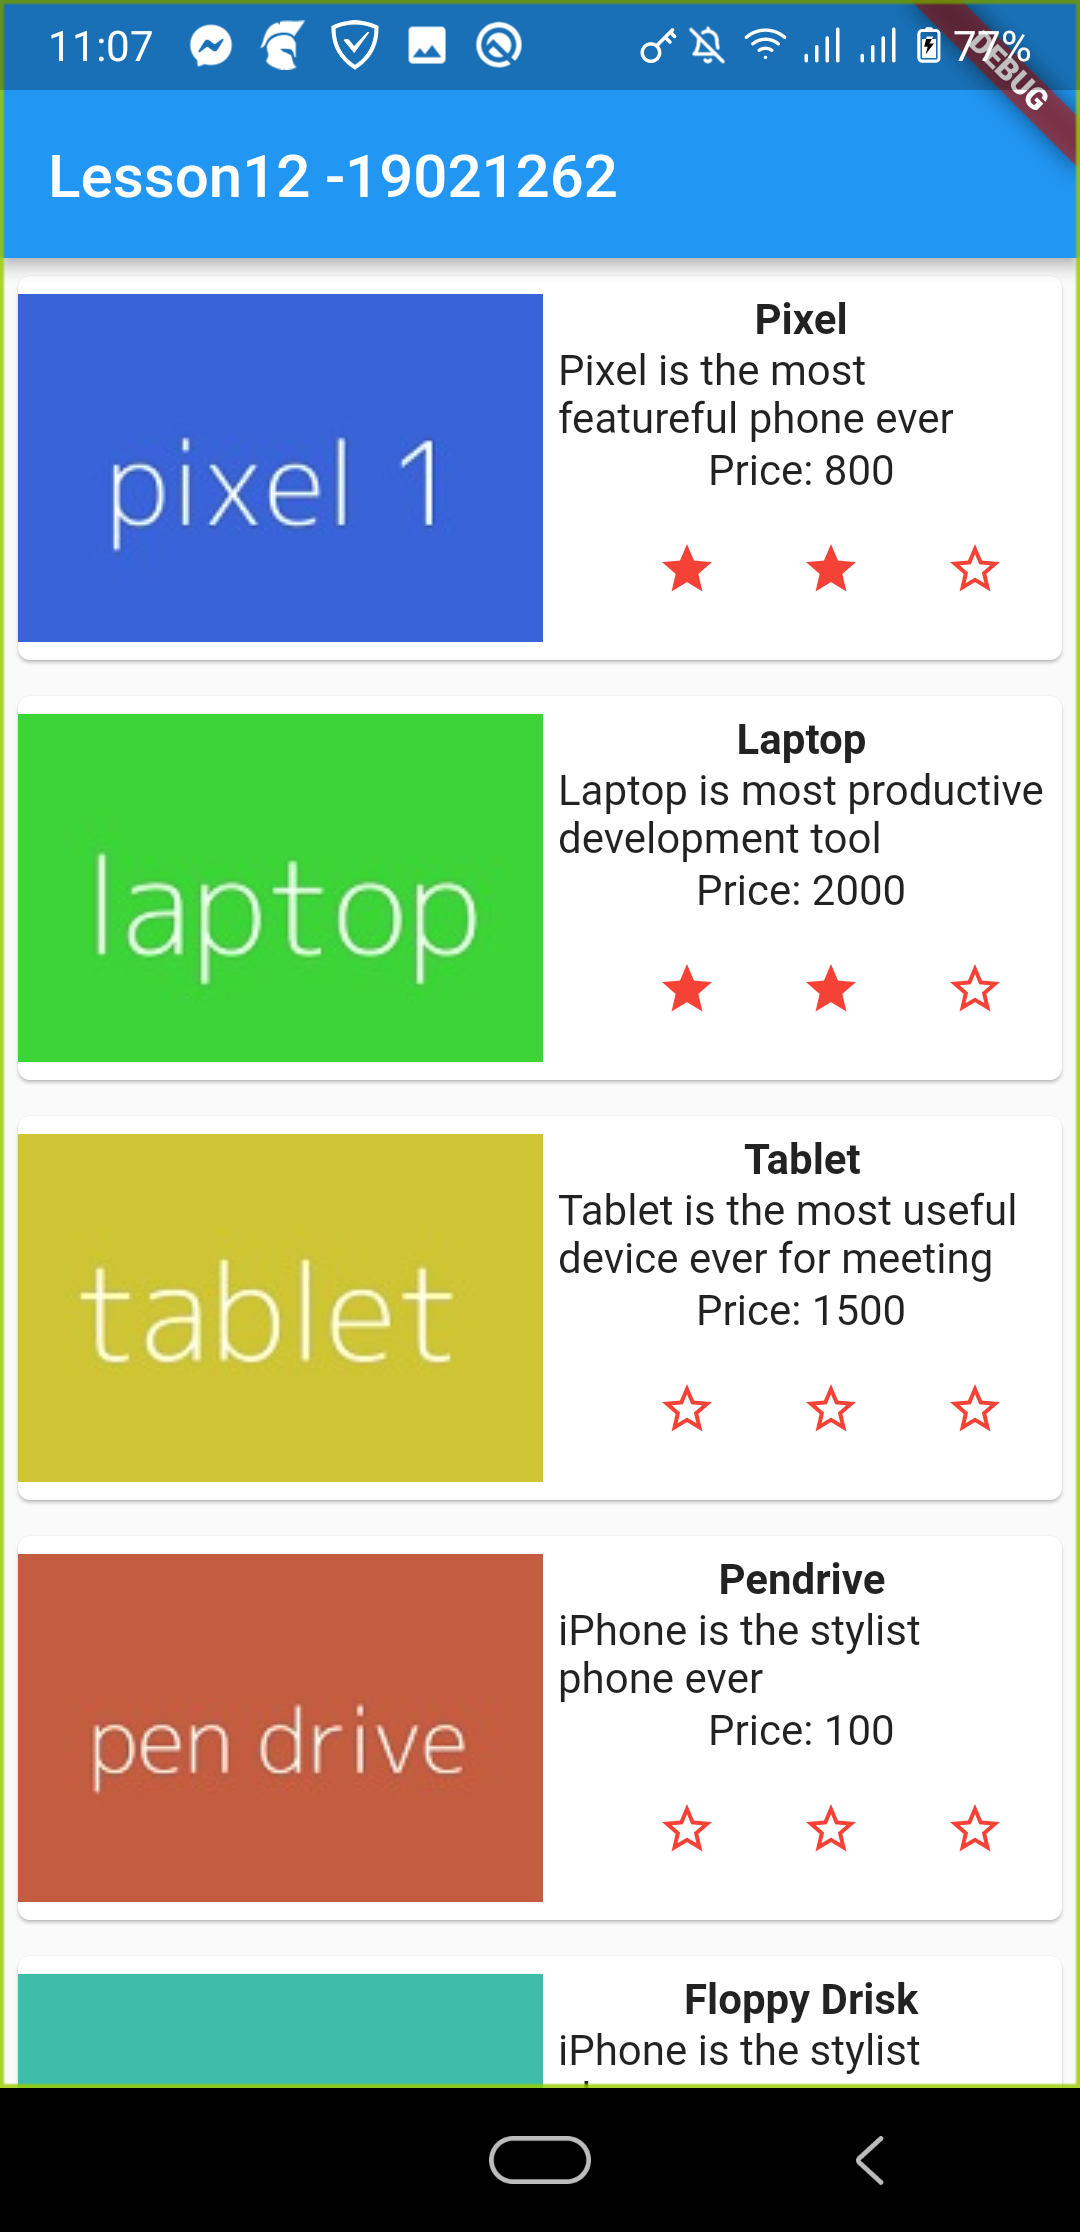 11:07
77%
DEBUG
Lesson12 -19021262
pixel 1
Pixel
Pixel is the most
featureful phone ever
Price: 800
laptop
Laptop
Laptop is most productive
development tool
Price: 2000
tablet
Tablet
Tablet is the most useful
device ever for meeting
Price: 1500
pen drive
Pendrive
iPhone is the stylist
phone ever
Price: 100
Floppy Drisk
iPhone is the stylist